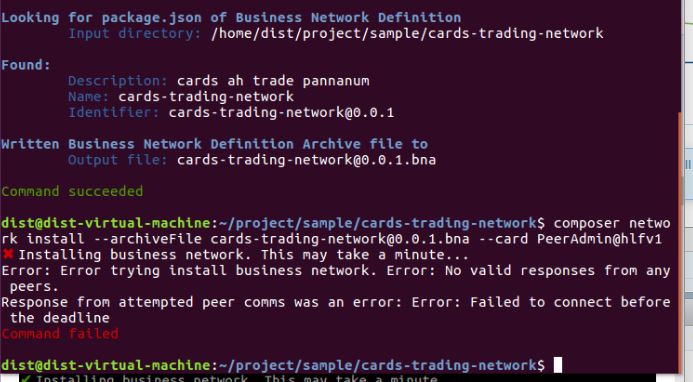 Looking for package.json of Business Network Definition
Input directory: /home/dist/project/sample/cards-trading-network
Found:
Description: cards ah trade pannanum
Name: cards-trading-network
Identifier: cards-trading-network@0.0.1
Written Business Network Definition Archive file to
Output file: cards-trading-network@0.0.1.bna
Command succeeded
dist@dist-virtual-machine:~/project/sample/cards-trading-network$ composer netwo
rk install --archiveFile cards-trading-network@0.0.1.bna --card PeerAdmin@hlfv1
✖ Installing business network. This may take a minute...
Error: Error trying install business network. Error: No valid responses from any
peers.
Response from attempted peer comms was an error: Error: Failed to connect before
the deadline
Command failed
dist@dist-virtual-machine:~/project/sample/cards-trading-network$
✔ Installing business network. This may take a minute